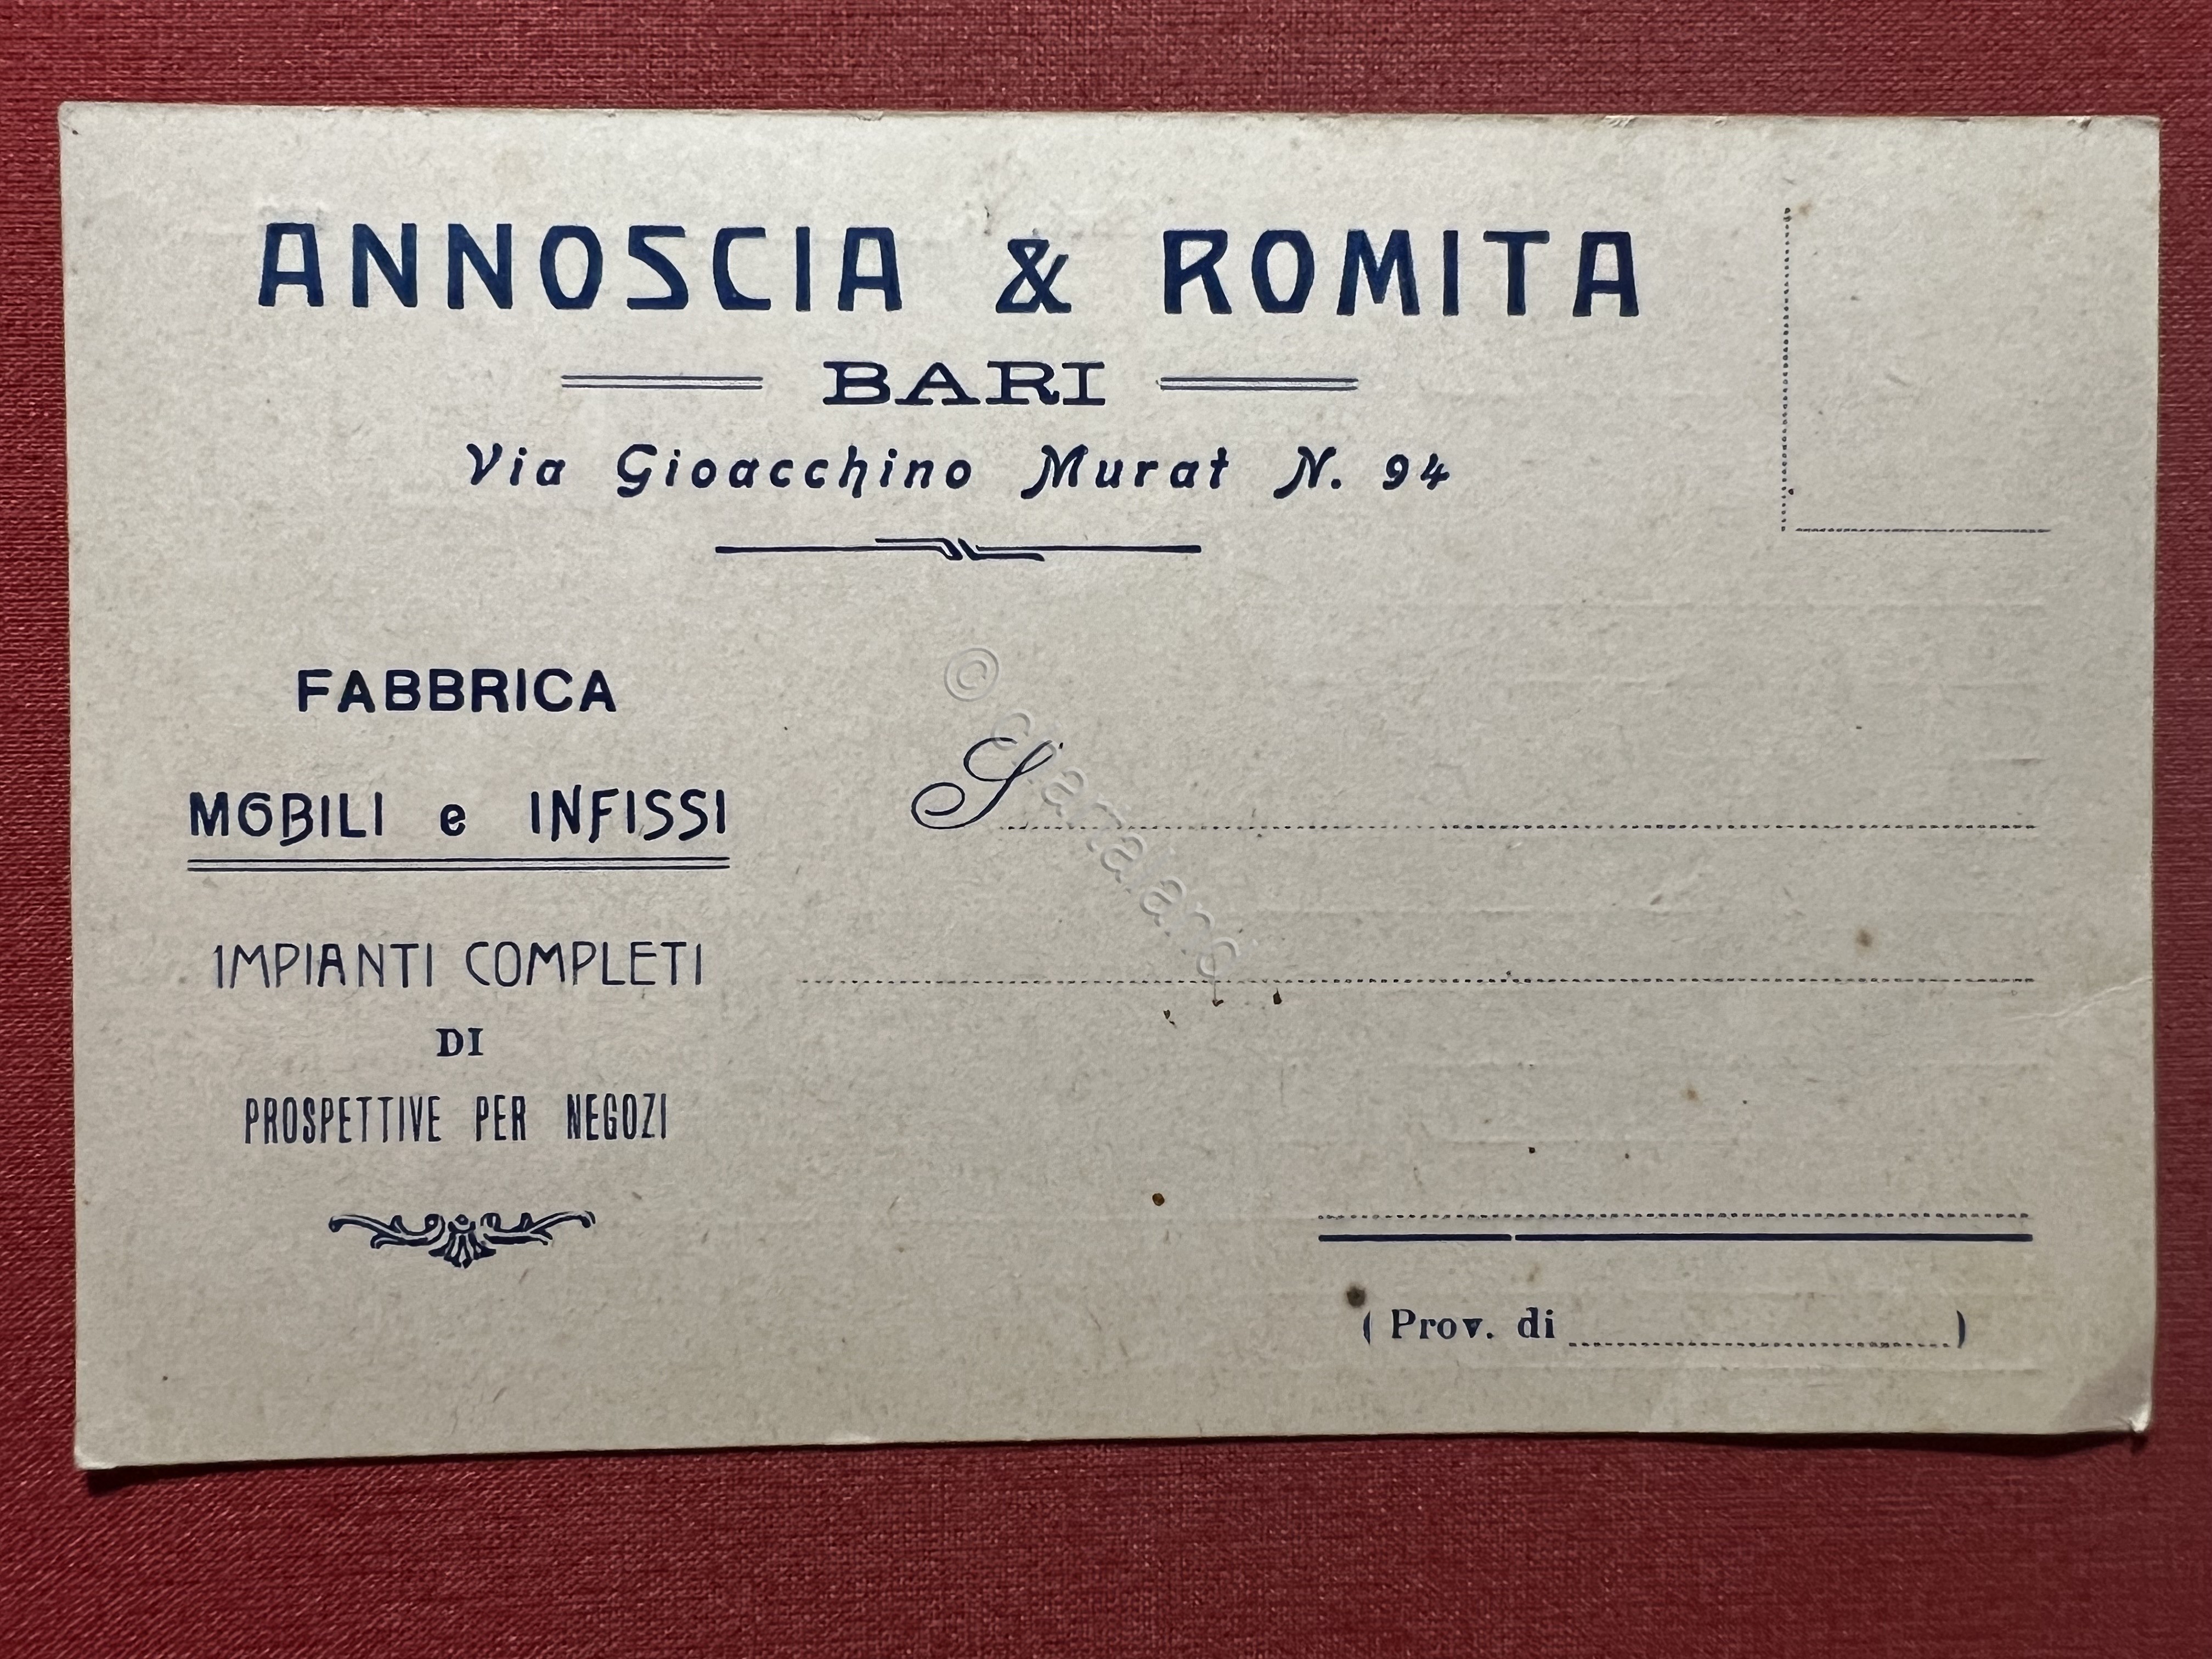 ANNOSCIA & ROMITA
BARI
Via Gioacchino Murat N. 94
FABBRICA
MOBILI e INFISSI
IMPIANTI COMPLETI
DI
PROSPETTIVE PER NEGOZI
S
( Prov. di )